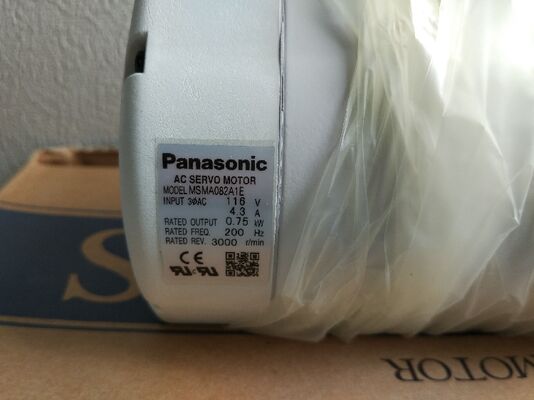 Panasonic
AC SERVO MOTOR
MODEL MSMA082A1E
INPUT 3ØAC 116 V
4.3 A
RATED OUTPUT 0.75 kW
RATED FREQ. 200 Hz
RATED REV. 3000 r/min
CE
S
MOTOR